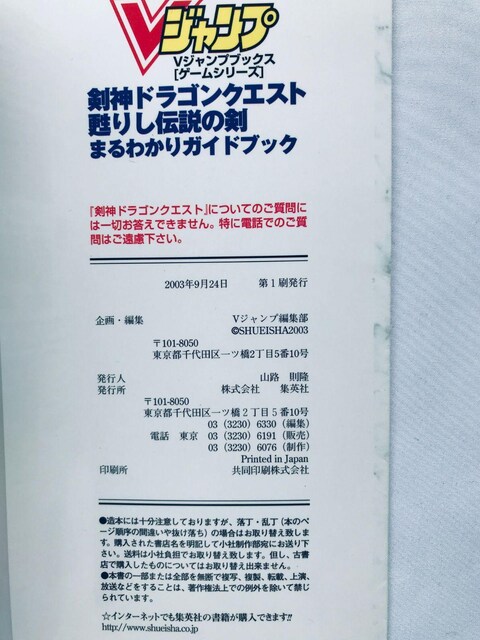 Vジャンプ
Vジャンプブックス
[ゲームシリーズ]
剣神ドラゴンクエスト
甦りし伝説の剣
まるわかりガイドブック
『剣神ドラゴンクエスト』についてのご質問に
は一切お答えできません。特に電話でのご質
問はご遠慮下さい。
2003年9月24日 第1刷発行
企画・編集 Vジャンプ編集部
©SHUEISHA2003
〒101-8050
東京都千代田区一ツ橋2丁目5番10号
発行人 山路 則隆
発行所 株式会社 集英社
〒101-8050
東京都千代田区一ツ橋2丁目5番10号
03(3230)6330(編集)
電話 東京 03(3230)6191(販売)
03(3230)6076(制作)
Printed in Japan
印刷所 共同印刷株式会社
●造本には十分注意しておりますが、落丁・乱丁(本のペー
ジ順序の間違いや抜け落ち)の場合はお取り替え致しま
す。購入された書店名を明記して小社制作部宛にお送り下
さい。送料は小社負担でお取り替え致します。但し、古書
店で購入したものについてはお取り替え出来ません。
●本書の一部または全部を無断で複写、複製、転載、上演、
放送などをすることは、著作権法上での例外を除いて禁じ
られています。
☆インターネットでも集英社の書籍が購入できます!!
http://www.shueisha.co.jp